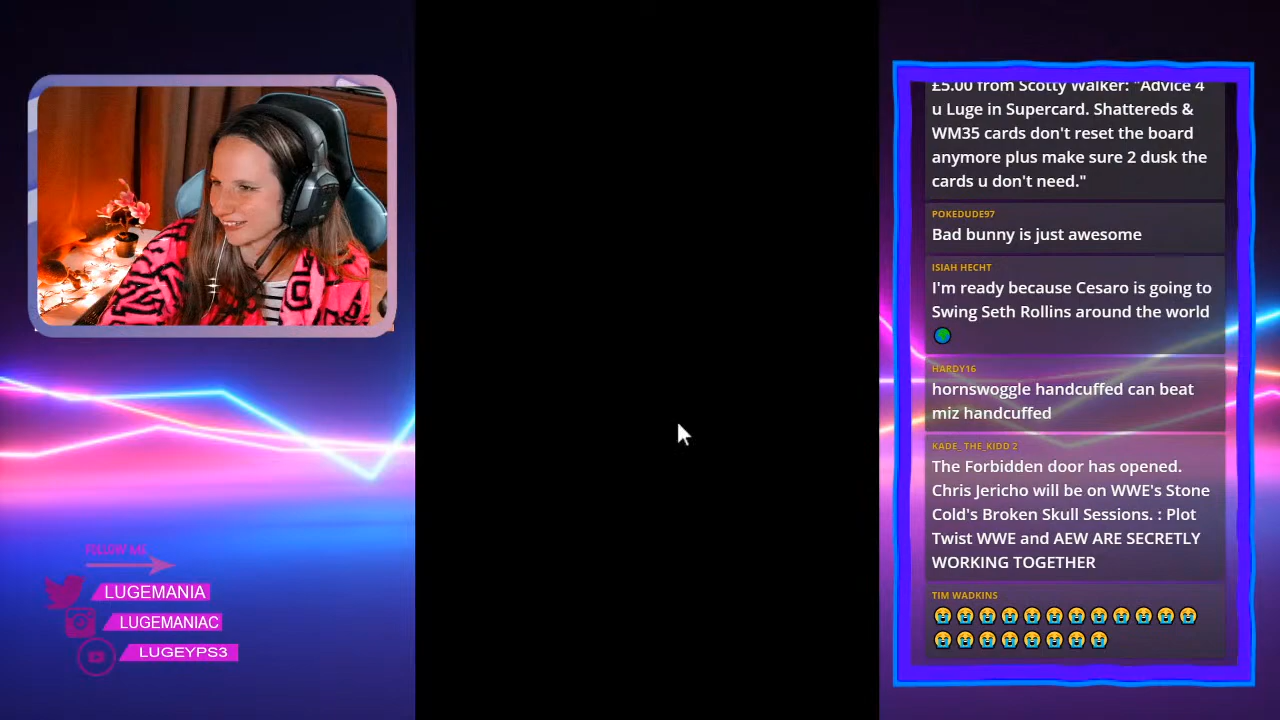 £5.00 from Scotty Walker: "Advice 4
u Luge in Supercard. Shattereds &
WM35 cards don't reset the board
anymore plus make sure 2 dusk the
cards u don't need."
POKEDUDE97
Bad bunny is just awesome
ISIAH HECHT
I'm ready because Cesaro is going to
Swing Seth Rollins around the world
🌍
HARDY16
hornswoggle handcuffed can beat
miz handcuffed
KADE_THE_KIDD 2
The Forbidden door has opened.
Chris Jericho will be on WWE's Stone
Cold's Broken Skull Sessions. : Plot
Twist WWE and AEW ARE SECRETLY
WORKING TOGETHER
TIM WADKINS
😭😭😭😭😭😭😭😭😭😭😭😭
😭😭😭😭😭😭😭😭
FOLLOW ME
LUGEMANIA
LUGEMANIAC
LUGEYPS3